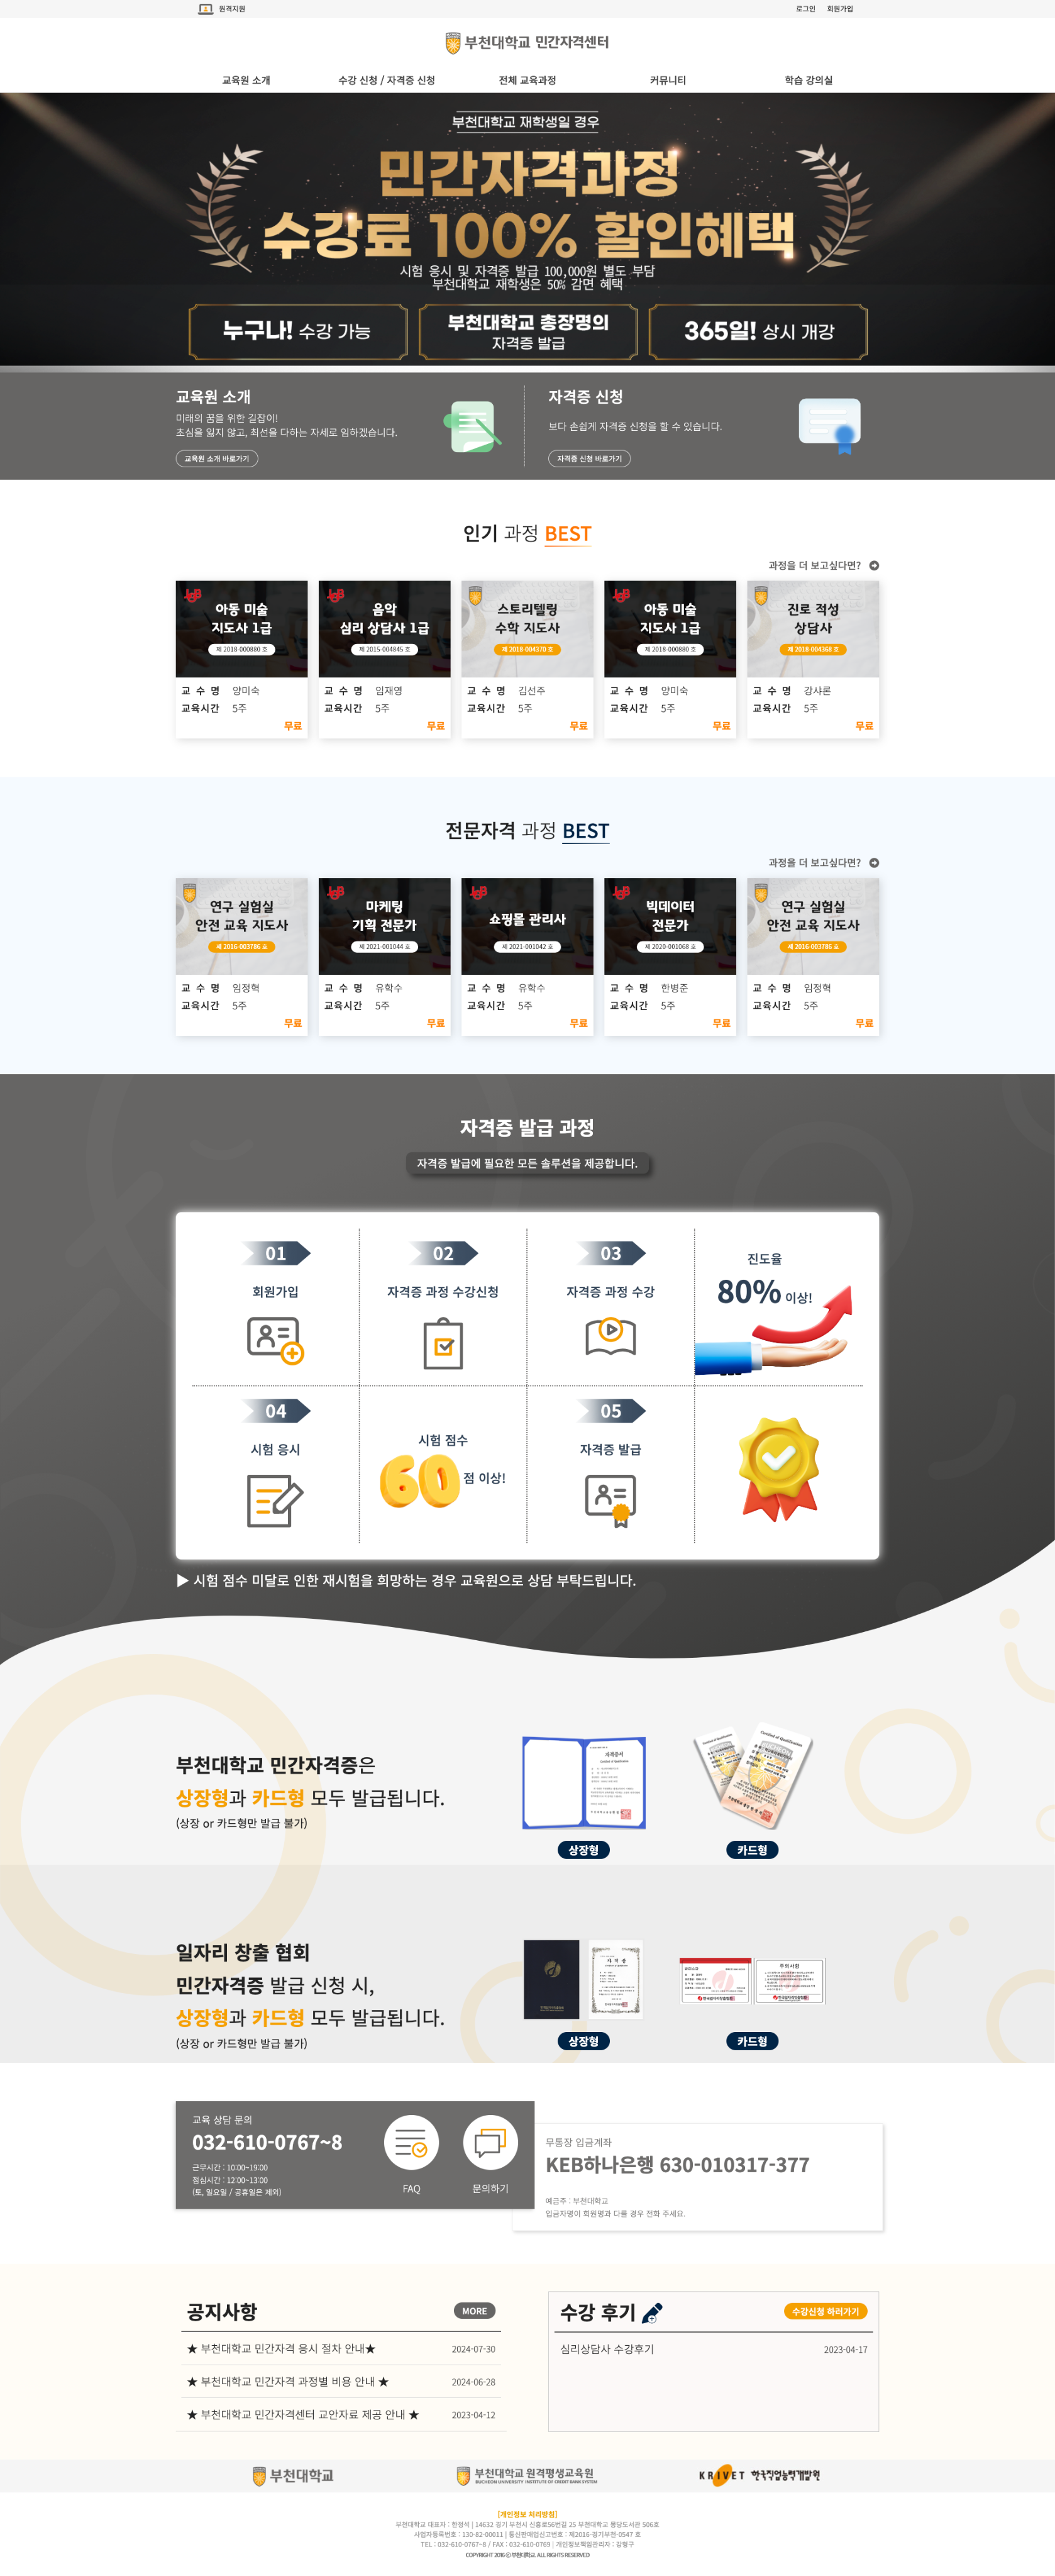 원격지원
로그인 회원가입
부천대학교 민간자격센터
교육원 소개 수강 신청 / 자격증 신청 전체 교육과정 커뮤니티 학습 강의실
부천대학교 재학생일 경우
민간자격과정
수강료 100% 할인혜택
시험 응시 및 자격증 발급 100,000원 별도 부담
부천대학교 재학생은 50% 감면 혜택
누구나! 수강 가능
부천대학교 총장명의
자격증 발급
365일! 상시 개강
교육원 소개
미래의 꿈을 위한 길잡이!
초심을 잃지 않고, 최선을 다하는 자세로 임하겠습니다.
교육원 소개 바로가기
자격증 신청
보다 손쉽게 자격증 신청을 할 수 있습니다.
자격증 신청 바로가기
인기 과정 BEST
과정을 더 보고싶다면?
아동 미술
지도사 1급
제 2018-000880 호
교 수 명 양미숙
교육시간 5주
무료
음악
심리 상담사 1급
제 2015-004845 호
교 수 명 임재영
교육시간 5주
무료
스토리텔링
수학 지도사
제 2018-004370 호
교 수 명 김선주
교육시간 5주
무료
아동 미술
지도사 1급
제 2018-000880 호
교 수 명 양미숙
교육시간 5주
무료
진로 적성
상담사
제 2018-004368 호
교 수 명 강샤론
교육시간 5주
무료
전문자격 과정 BEST
과정을 더 보고싶다면?
연구 실험실
안전 교육 지도사
제 2016-003786 호
교 수 명 임정혁
교육시간 5주
무료
마케팅
기획 전문가
제 2021-001044 호
교 수 명 유학수
교육시간 5주
무료
쇼핑몰 관리사
제 2021-001042 호
교 수 명 유학수
교육시간 5주
무료
빅데이터
전문가
제 2020-001068 호
교 수 명 한병준
교육시간 5주
무료
연구 실험실
안전 교육 지도사
제 2016-003786 호
교 수 명 임정혁
교육시간 5주
무료
자격증 발급 과정
자격증 발급에 필요한 모든 솔루션을 제공합니다.
01
회원가입
02
자격증 과정 수강신청
03
자격증 과정 수강
진도율
80% 이상!
04
시험 응시
시험 점수
60 점 이상!
05
자격증 발급
▶ 시험 점수 미달로 인한 재시험을 희망하는 경우 교육원으로 상담 부탁드립니다.
부천대학교 민간자격증은
상장형과 카드형 모두 발급됩니다.
(상장 or 카드형만 발급 불가)
상장형
카드형
일자리 창출 협회
민간자격증 발급 신청 시,
상장형과 카드형 모두 발급됩니다.
(상장 or 카드형만 발급 불가)
상장형
카드형
교육 상담 문의
032-610-0767~8
근무시간 : 10:00~19:00
점심시간 : 12:00~13:00
(토, 일요일 / 공휴일은 제외)
FAQ
문의하기
무통장 입금계좌
KEB하나은행 630-010317-377
예금주 : 부천대학교
입금자명이 회원명과 다를 경우 전화 주세요.
공지사항 MORE
★ 부천대학교 민간자격 응시 절차 안내★ 2024-07-30
★ 부천대학교 민간자격 과정별 비용 안내 ★ 2024-06-28
★ 부천대학교 민간자격센터 교안자료 제공 안내 ★ 2023-04-12
수강 후기 수강신청 하러가기
심리상담사 수강후기 2023-04-17
부천대학교
부천대학교 원격평생교육원
BUCHEON UNIVERSITY INSTITUTE OF CREDIT BANK SYSTEM
KRIVET 한국직업능력개발원
[개인정보 처리방침]
부천대학교 대표자 : 한정석 | 14632 경기 부천시 신흥로56번길 25 부천대학교 몽당도서관 506호
사업자등록번호 : 130-82-00011 | 통신판매업신고번호 : 제2016-경기부천-0547 호
TEL : 032-610-0767~8 / FAX : 032-610-0769 | 개인정보책임관리자 : 강형구
COPYRIGHT 2016 ⓒ 부천대학교. ALL RIGHTS RESERVED